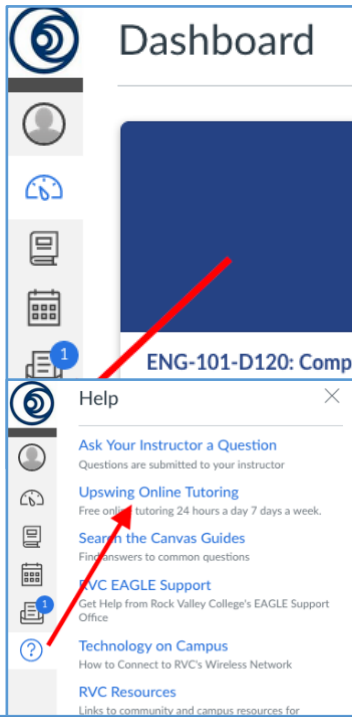 Dashboard
1
ENG-101-D120: Comp
Help
Ask Your Instructor a Question
Questions are submitted to your instructor
Upswing Online Tutoring
Free online tutoring 24 hours a day 7 days a week.
Search the Canvas Guides
Find answers to common questions
RVC EAGLE Support
Get Help from Rock Valley College's EAGLE Support
Office
1
?
Technology on Campus
How to Connect to RVC's Wireless Network
RVC Resources
Links to community and campus resources for